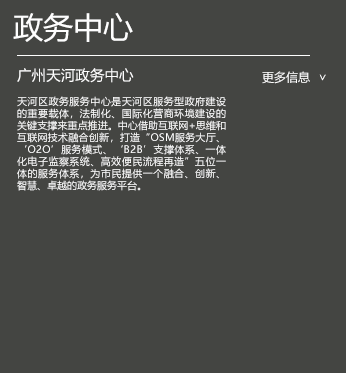 政务中心
广州天河政务中心
更多信息 ∨
天河区政务服务中心是天河区服务型政府建设
的重要载体，法制化、国际化营商环境建设的
关键支撑来重点推进。中心借助互联网+思维和
互联网技术融合创新，打造“OSM服务大厅、
‘O2O’服务模式、‘B2B’支撑体系、一体
化电子监察系统、高效便民流程再造”五位一
体的服务体系，为市民提供一个融合、创新、
智慧、卓越的政务服务平台。